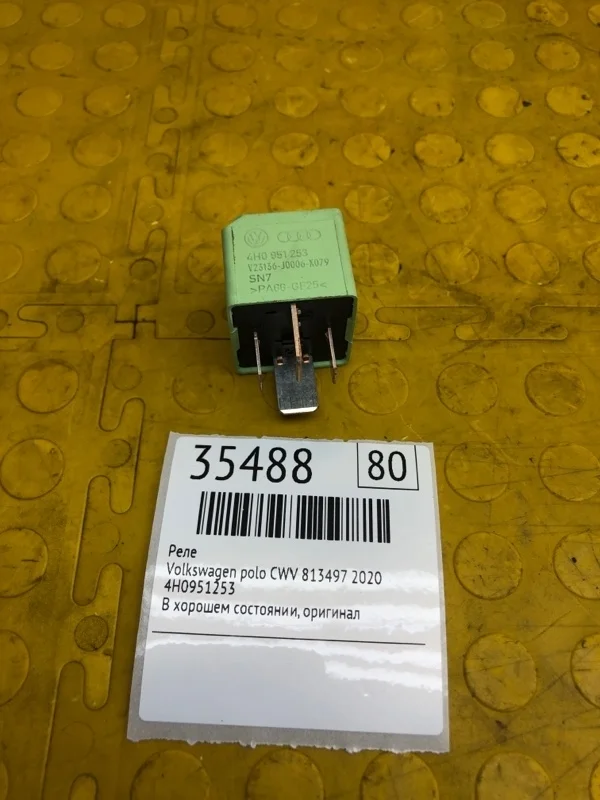 4H0 951 253
V23136-J0006-X079
SN7
>PA66-GF25<
35488 80
Реле
Volkswagen polo CWV 813497 2020
4H0951253
В хорошем состоянии, оригинал